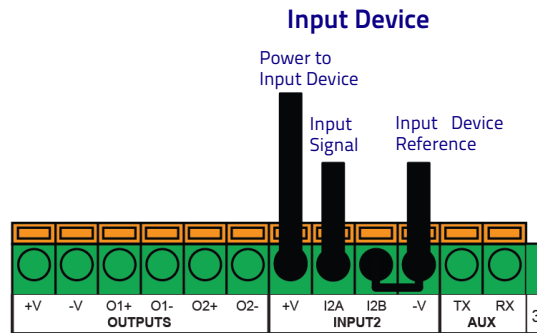 Input Device
Power to
Input Device
Input
Signal
Input Device
Reference
+V -V O1+ O1- O2+ O2- +V I2A I2B -V TX RX
OUTPUTS INPUT2 AUX 3